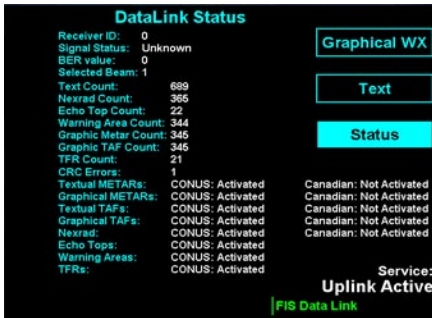 DataLink Status
Receiver ID: 0
Signal Status: Unknown
BER value: 0
Selected Beam: 1
Text Count: 689
Nexrad Count: 365
Echo Top Count: 22
Warning Area Count: 344
Graphic Metar Count: 345
Graphic TAF Count: 345
TFR Count: 21
CRC Errors: 1
Textual METARs: CONUS: Activated Canadian: Not Activated
Graphical METARs: CONUS: Activated Canadian: Not Activated
Textual TAFs: CONUS: Activated Canadian: Not Activated
Graphical TAFs: CONUS: Activated Canadian: Not Activated
Nexrad: CONUS: Activated Canadian: Not Activated
Echo Tops: CONUS: Activated
Warning Areas: CONUS: Activated
TFRs: CONUS: Activated
Graphical WX
Text
Status
Service:
Uplink Active
FIS Data Link